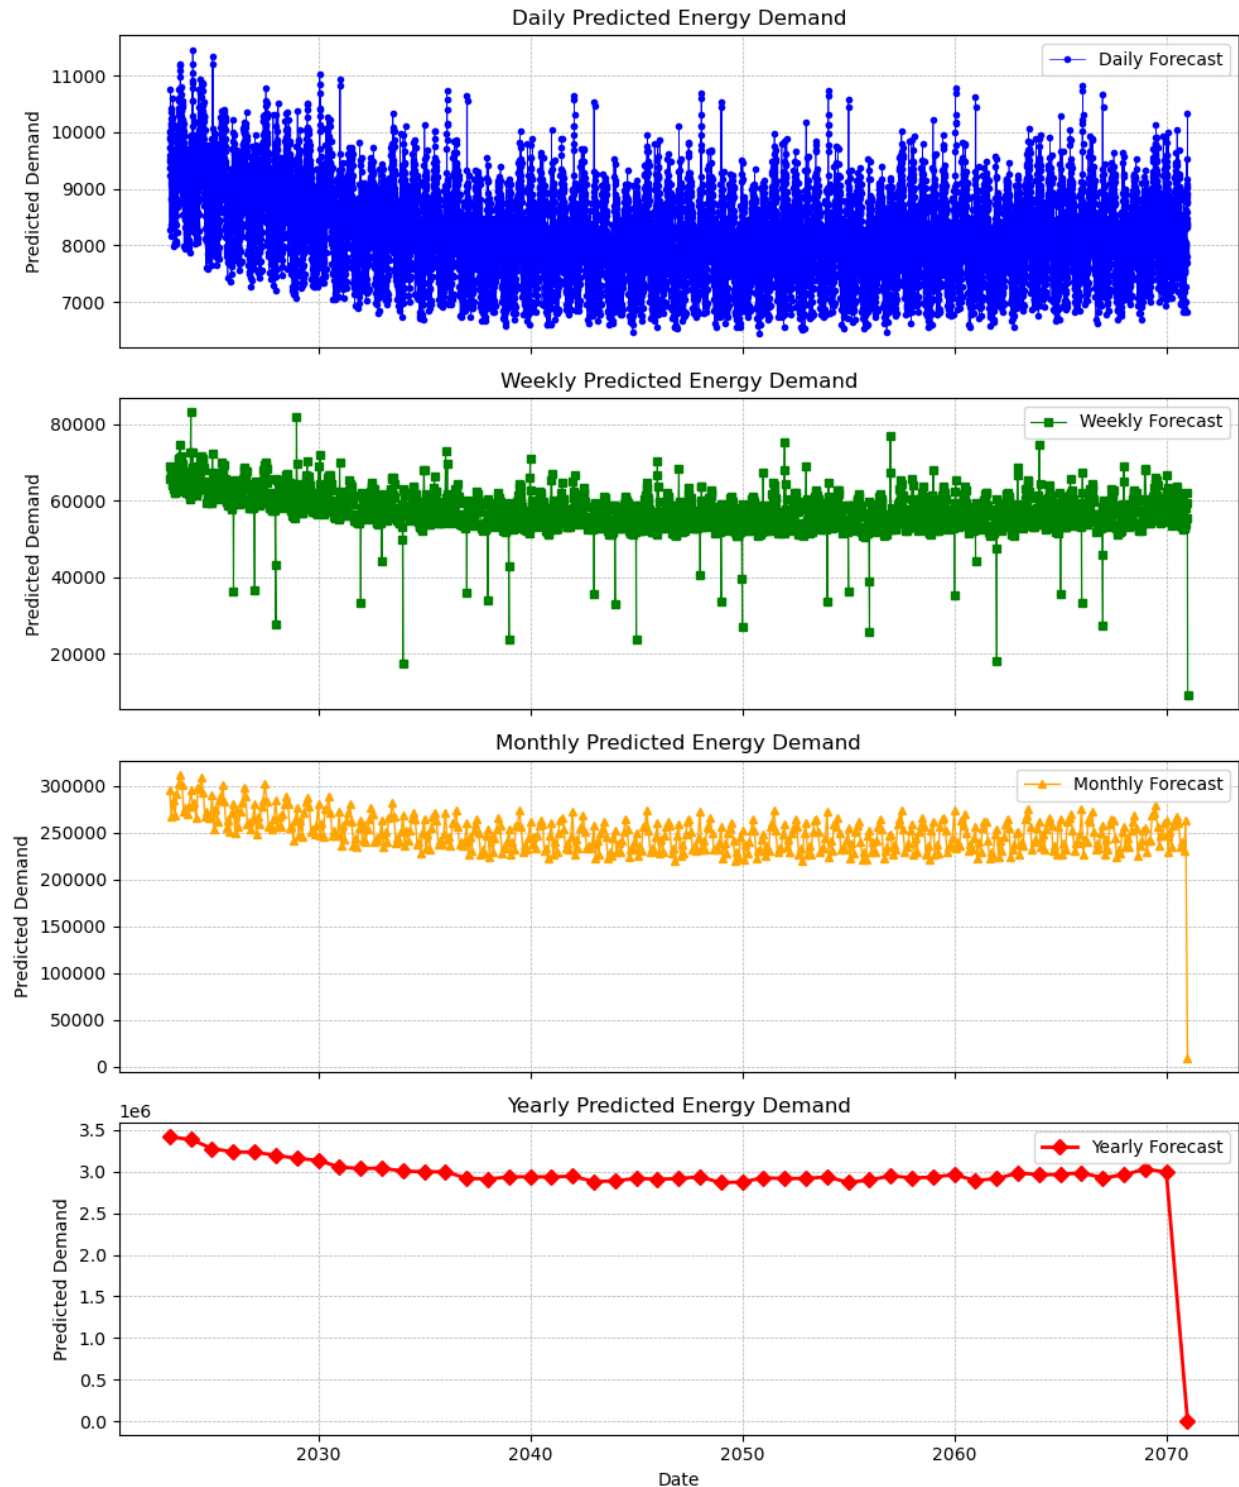 Daily Predicted Energy Demand
Daily Forecast
11000
10000
9000
8000
7000
Predicted Demand
Weekly Predicted Energy Demand
Weekly Forecast
80000
60000
40000
20000
Predicted Demand
Monthly Predicted Energy Demand
Monthly Forecast
300000
250000
200000
150000
100000
50000
0
Predicted Demand
1e6
Yearly Predicted Energy Demand
Yearly Forecast
3.5
3.0
2.5
2.0
1.5
1.0
0.5
0.0
Predicted Demand
2030 2040 2050 2060 2070
Date